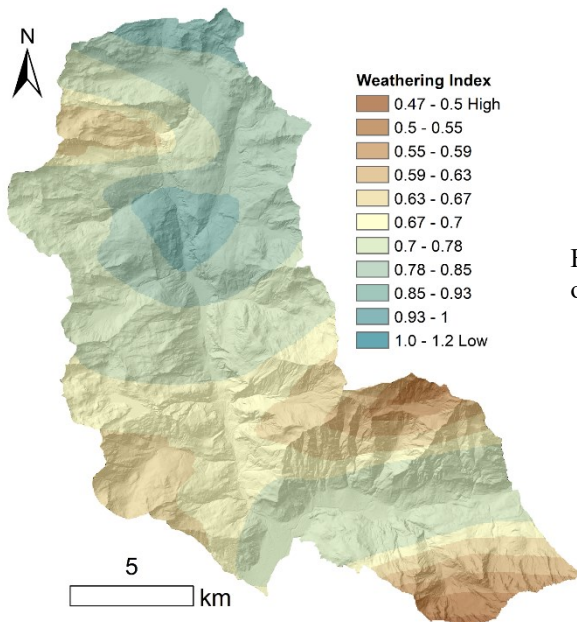 N
Weathering Index
0.47 - 0.5 High
0.5 - 0.55
0.55 - 0.59
0.59 - 0.63
0.63 - 0.67
0.67 - 0.7
0.7 - 0.78
0.78 - 0.85
0.85 - 0.93
0.93 - 1
1.0 - 1.2 Low
5
km